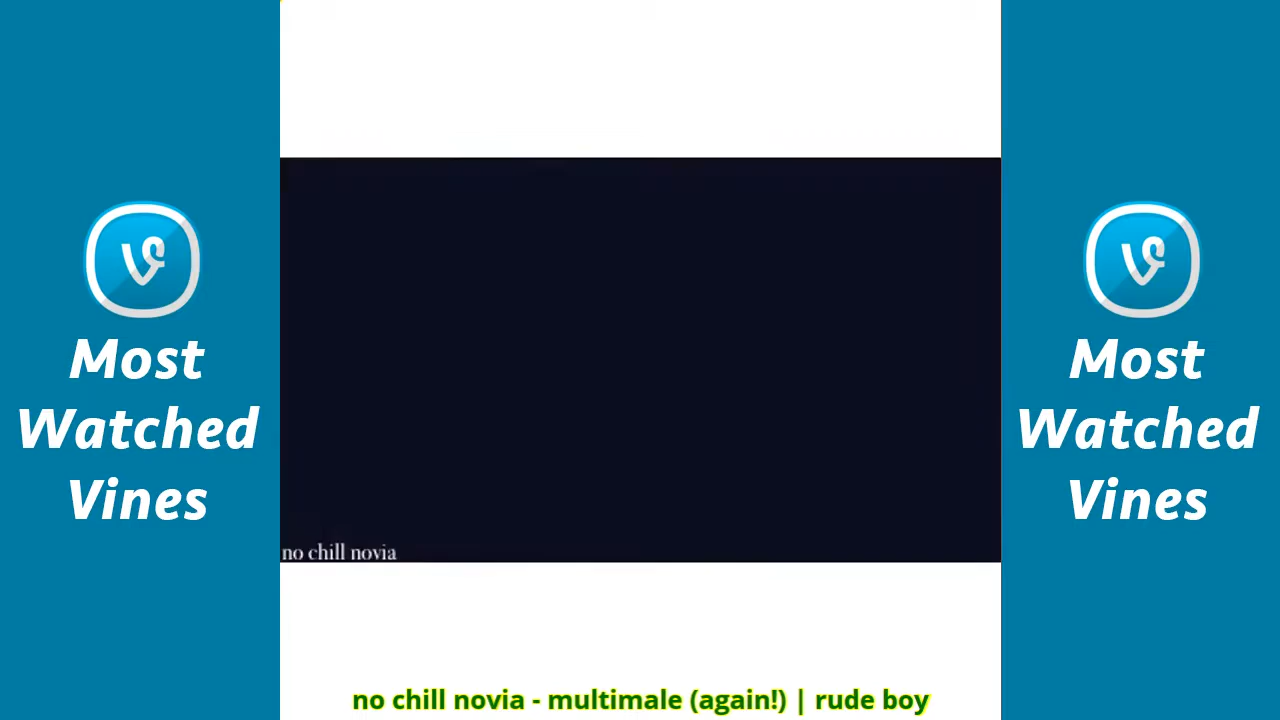 Most
Watched
Vines
no chill novia
Most
Watched
Vines
no chill novia - multimale (again!) | rude boy